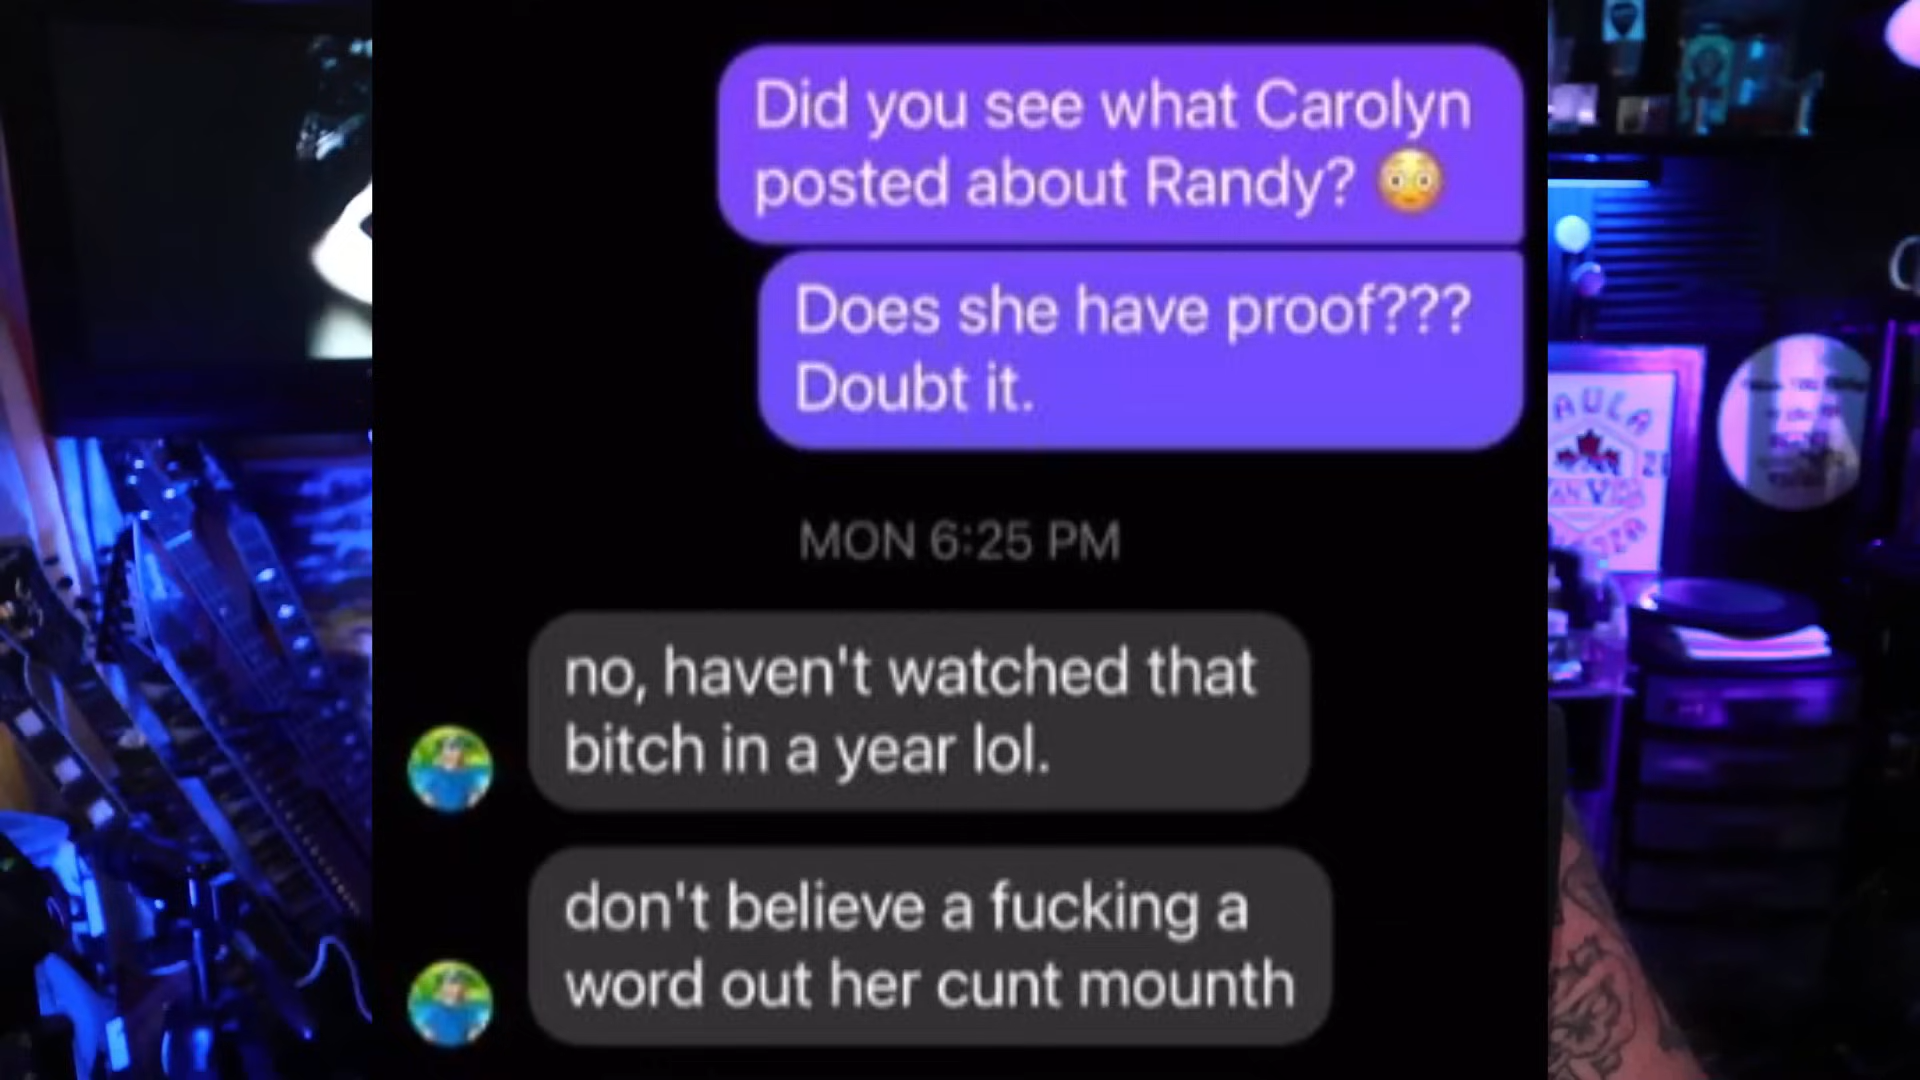 Did you see what Carolyn
posted about Randy? 😳
Does she have proof???
Doubt it.
MON 6:25 PM
no, haven't watched that
bitch in a year lol.
don't believe a fucking a
word out her cunt mounth
AULA